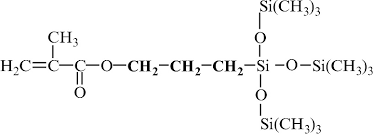 Si(CH₃)₃
O
CH₃
H₂C=C—C—O—CH₂—CH₂—CH₂—Si—O—Si(CH₃)₃
O
O
Si(CH₃)₃